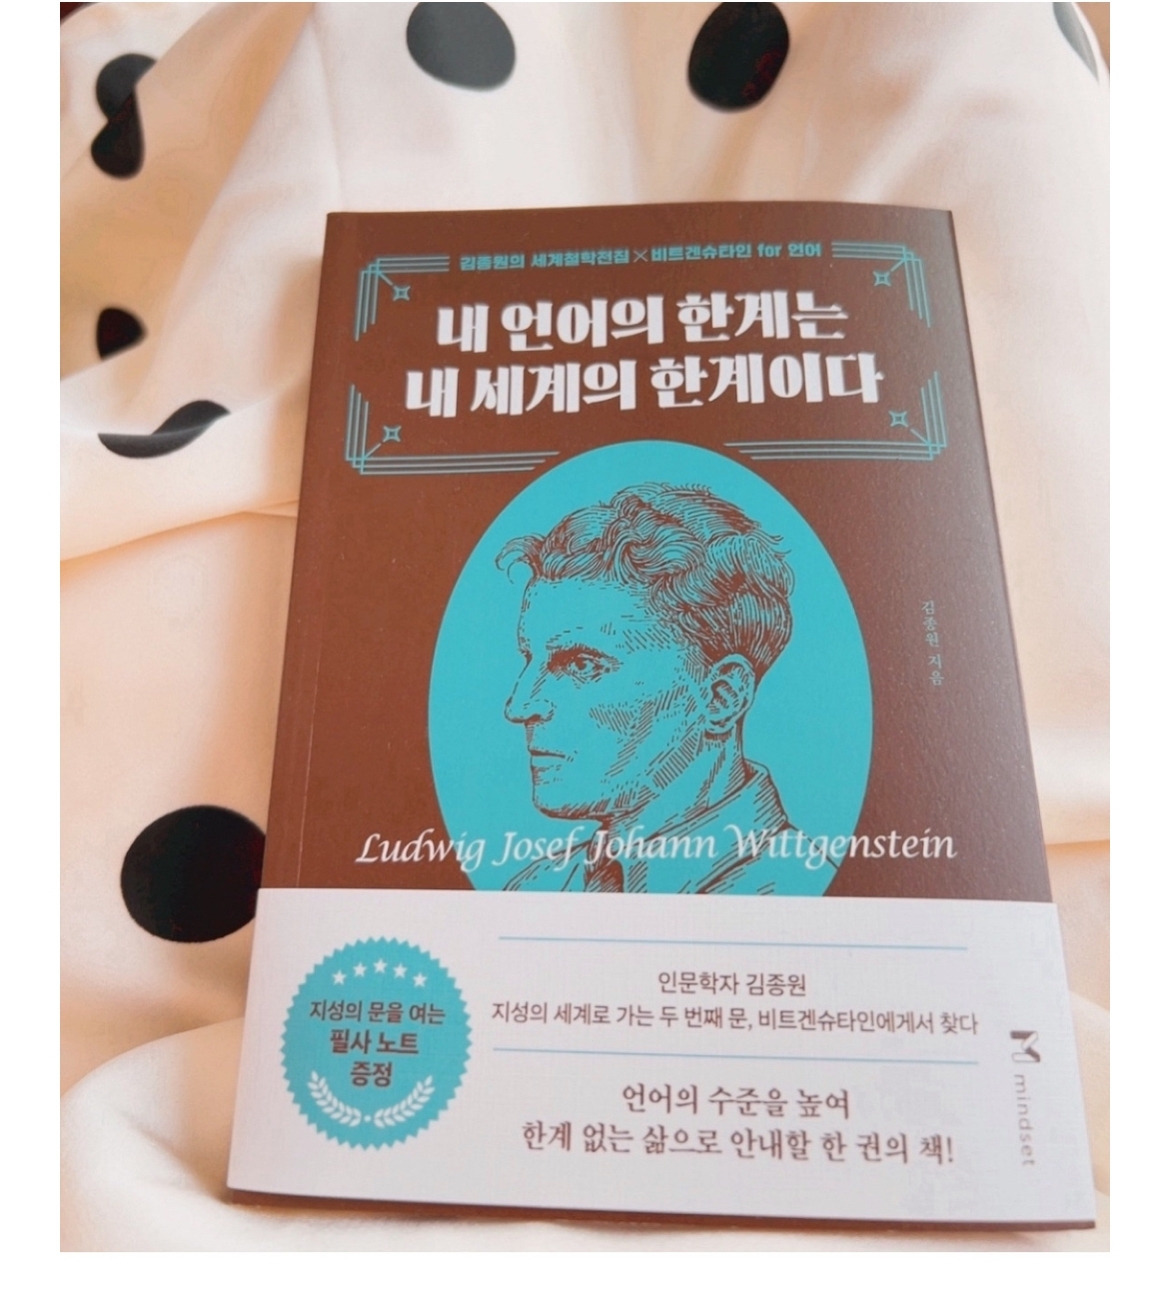 김종원의 세계철학전집×비트겐슈타인 for 언어
내 언어의 한계는
내 세계의 한계이다
김종원 지음
Ludwig Josef Johann Wittgenstein
지성의 문을 여는
필사 노트
증정
인문학자 김종원
지성의 세계로 가는 두 번째 문, 비트겐슈타인에게서 찾다
언어의 수준을 높여
한계 없는 삶으로 안내할 한 권의 책!
mindset